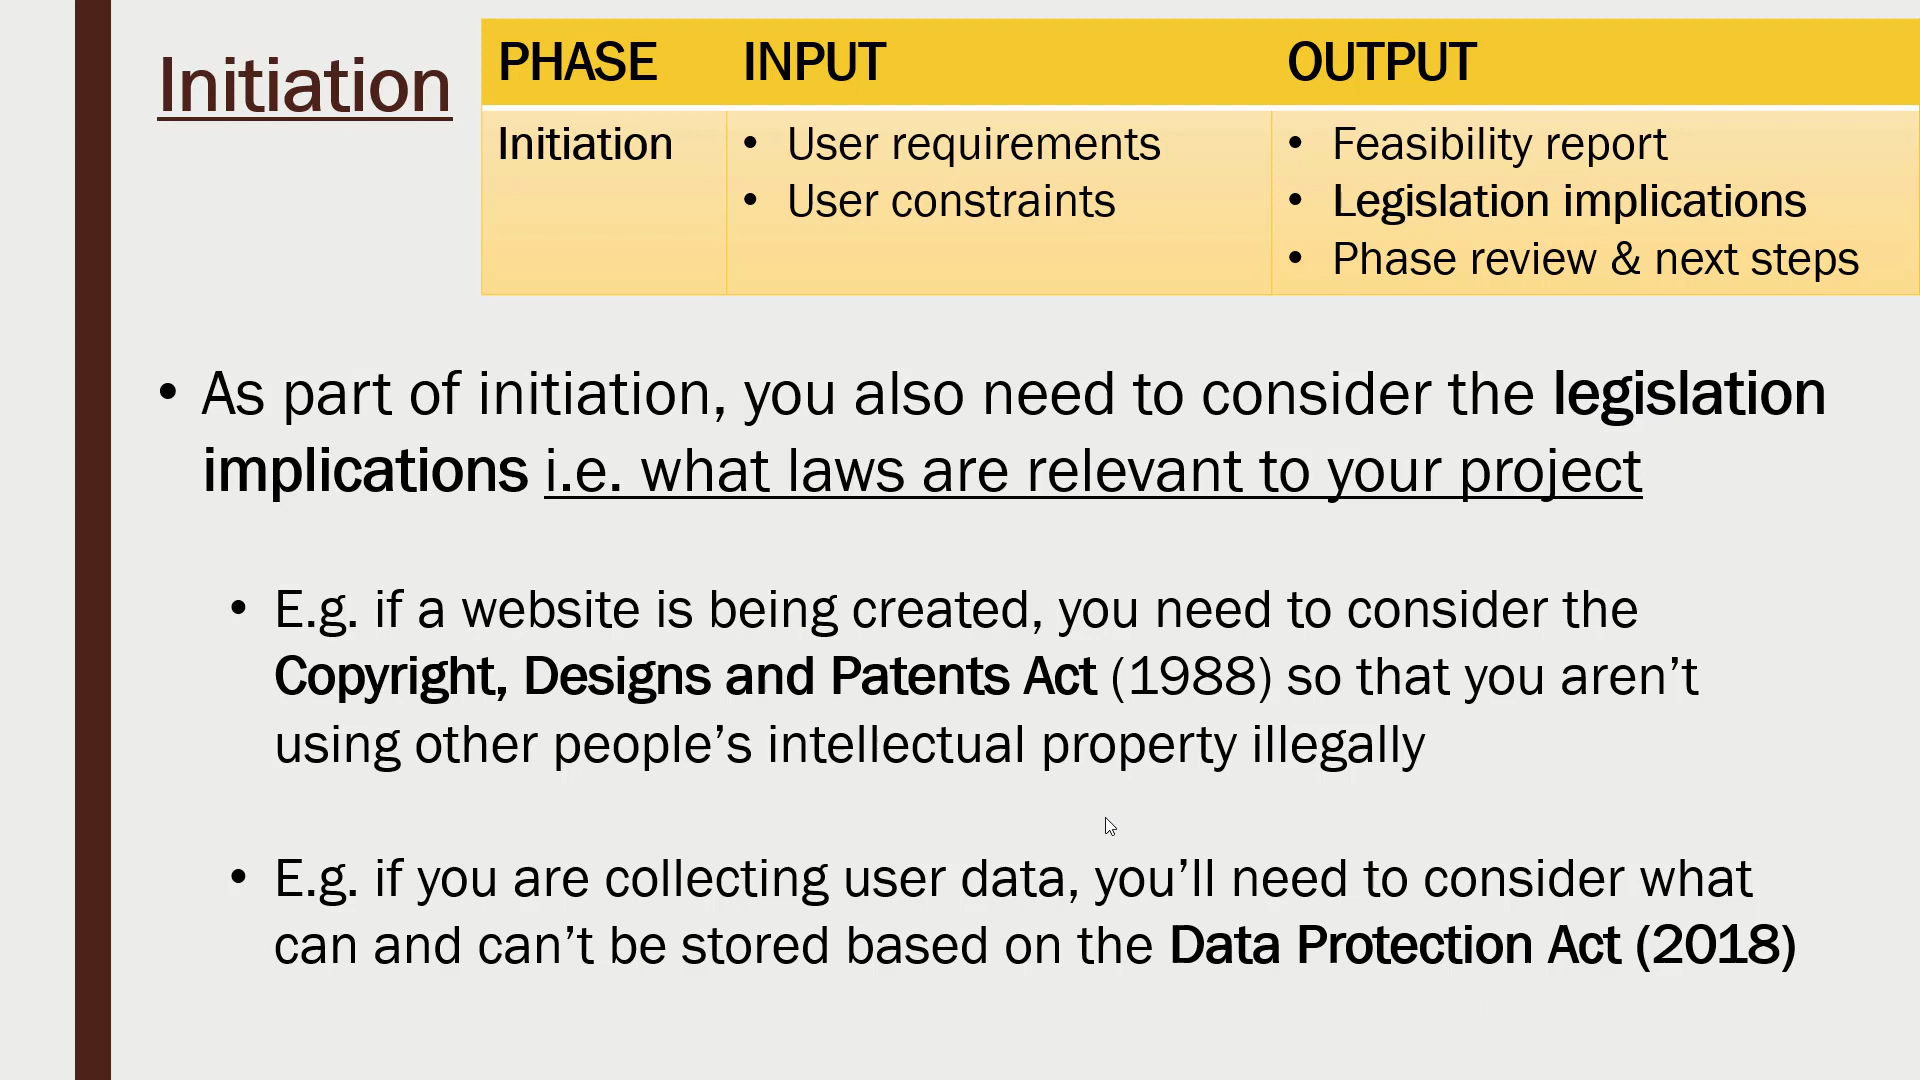 Initiation
PHASE INPUT OUTPUT
Initiation • User requirements • Feasibility report
• User constraints • Legislation implications
• Phase review & next steps
• As part of initiation, you also need to consider the legislation
implications i.e. what laws are relevant to your project
• E.g. if a website is being created, you need to consider the
Copyright, Designs and Patents Act (1988) so that you aren’t
using other people’s intellectual property illegally
• E.g. if you are collecting user data, you’ll need to consider what
can and can’t be stored based on the Data Protection Act (2018)